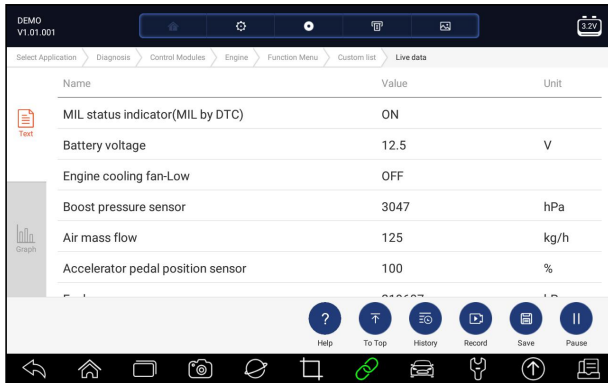 DEMO
V1.01.001
3.2V
Select Application Diagnosis Control Modules Engine Function Menu Custom list Live data
Name Value Unit
Text
MIL status indicator(MIL by DTC) ON
Battery voltage 12.5 V
Engine cooling fan-Low OFF
Boost pressure sensor 3047 hPa
Graph
Air mass flow 125 kg/h
Accelerator pedal position sensor 100 %
Help To Top History Record Save Pause